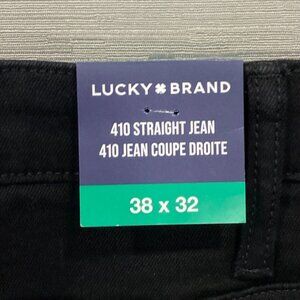 LUCKY BRAND
410 STRAIGHT JEAN
410 JEAN COUPE DROITE
38 x 32